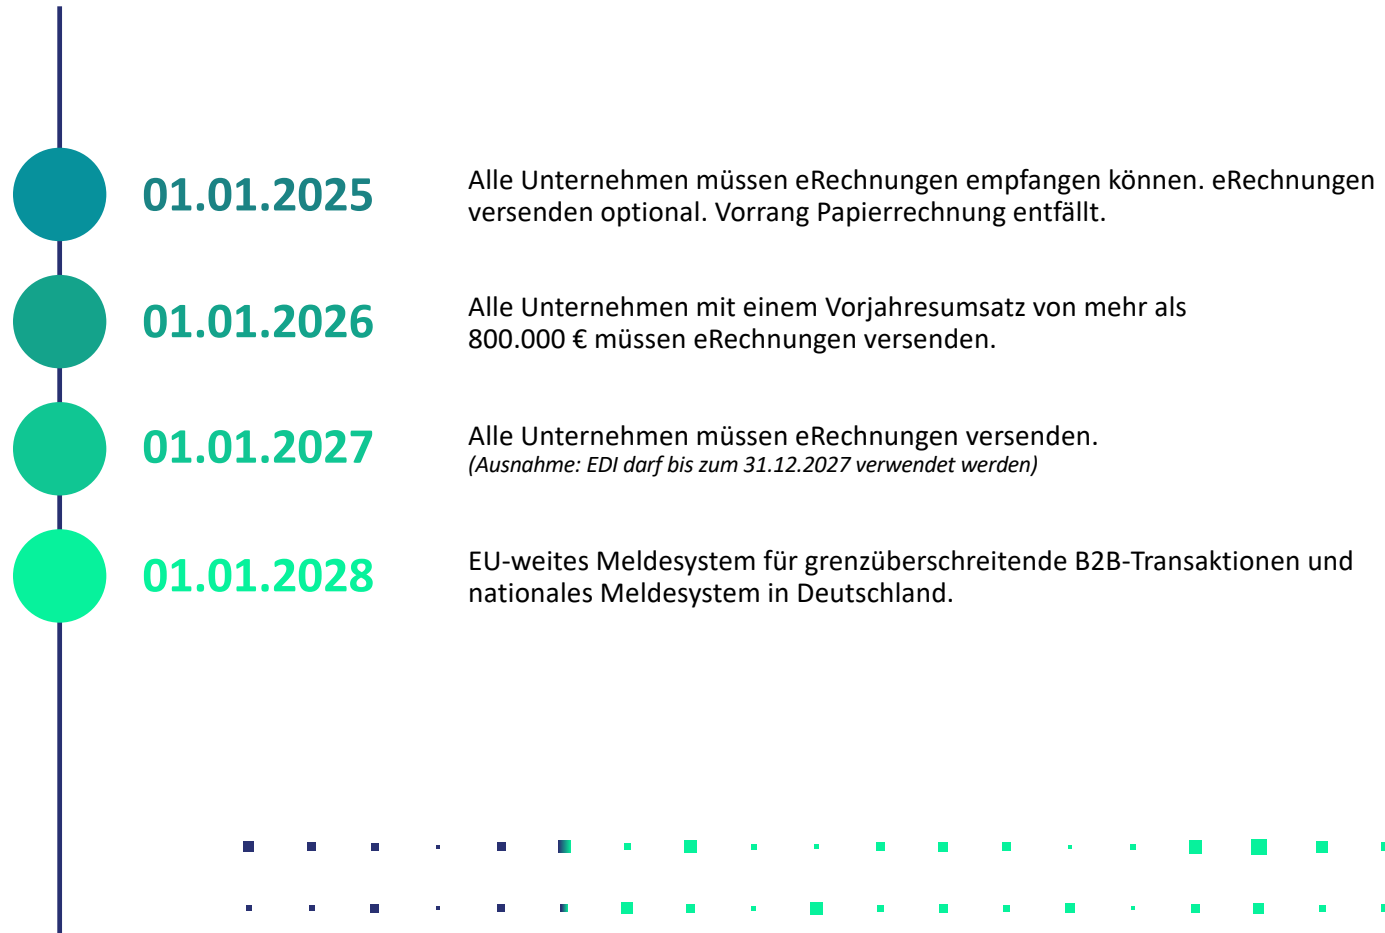 01.01.2025
Alle Unternehmen müssen eRechnungen empfangen können. eRechnungen
versenden optional. Vorrang Papierrechnung entfällt.
01.01.2026
Alle Unternehmen mit einem Vorjahresumsatz von mehr als
800.000 € müssen eRechnungen versenden.
01.01.2027
Alle Unternehmen müssen eRechnungen versenden.
(Ausnahme: EDI darf bis zum 31.12.2027 verwendet werden)
01.01.2028
EU-weites Meldesystem für grenzüberschreitende B2B-Transaktionen und
nationales Meldesystem in Deutschland.